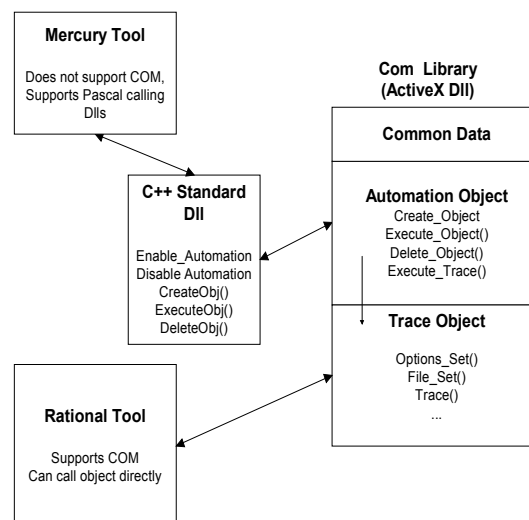 Mercury Tool
Does not support COM,
Supports Pascal calling
Dlls
Com Library
(ActiveX Dll)
Common Data
C++ Standard
Dll
Enable_Automation
Disable Automation
CreateObj()
ExecuteObj()
DeleteObj()
Automation Object
Create_Object
Execute_Object()
Delete_Object()
Execute_Trace()
Trace Object
Options_Set()
File_Set()
Trace()
...
Rational Tool
Supports COM
Can call object directly